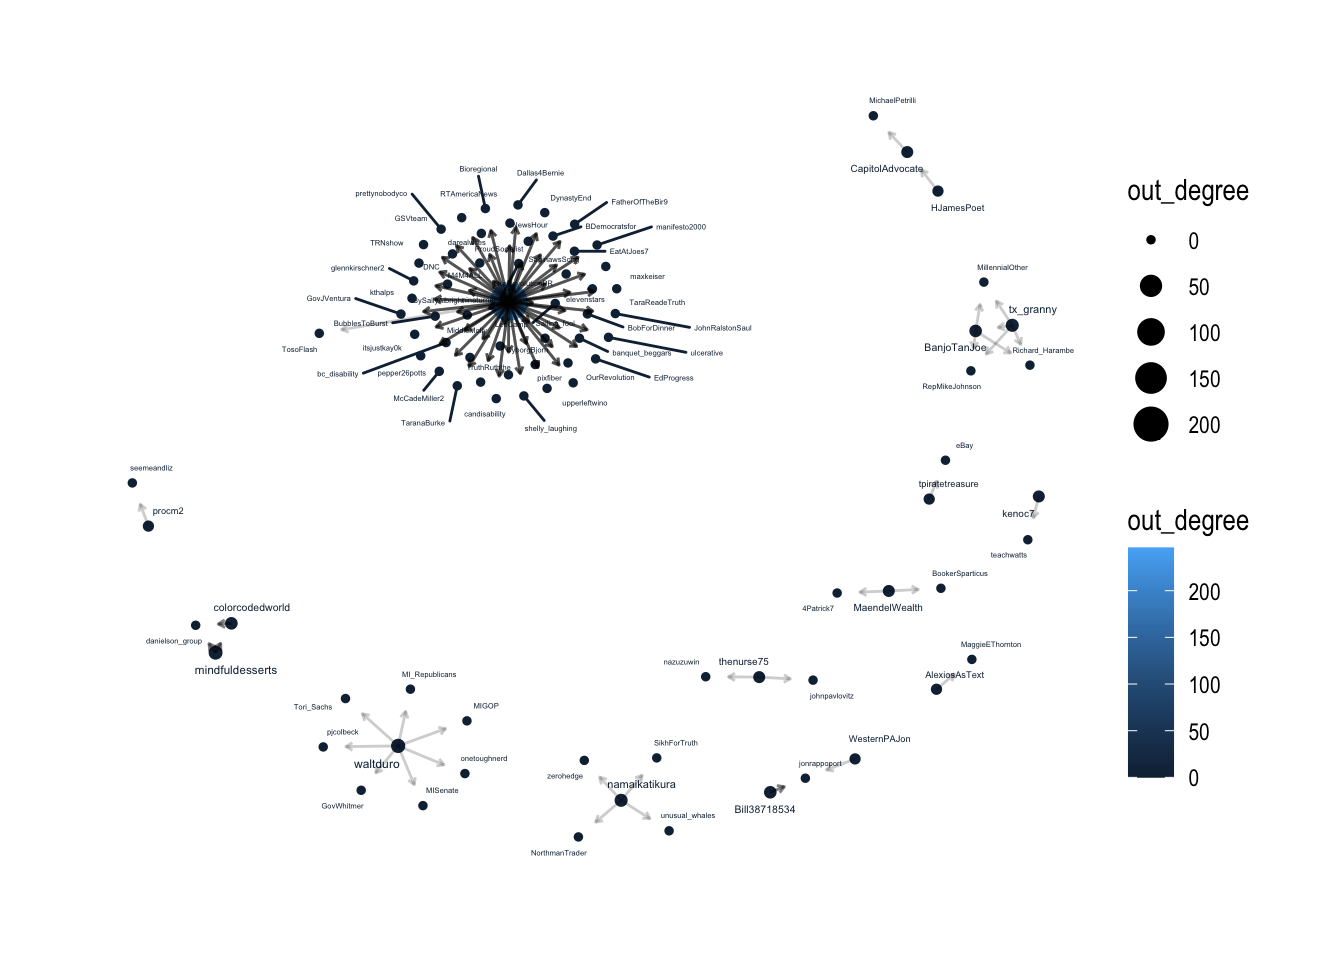 MichaelPetrilli
CapitolAdvocate
HJamesPoet
out_degree
0
50
100
150
200
out_degree
200
150
100
50
0
Bioregional
Dallas4Bernie
prettynobodyco
RTAmericaNews
DynastyEnd
FatherOfTheBir9
GSVteam
NewsHour
BDemocratsfor
manifesto2000
TRNshow
EatAtJoes7
glennkirschner2
DNC
maxkeiser
kthalps
GovJVentura
elevenstars
TaraReadeTruth
BubblesToBurst
BobForDinner
JohnRalstonSaul
TosoFlash
itsjustkay0k
banquet_beggars
ulcerative
bc_disability
pepper26potts
pixfiber
OurRevolution
EdProgress
McCadeMiller2
upperleftwino
TaranaBurke
candisability
shelly_laughing
MillennialOther
tx_granny
BanjoTanJoe
Richard_Harambe
RepMikeJohnson
eBay
tpiratetreasure
kenoc7
teachwatts
seemeandliz
procm2
BookerSparticus
4Patrick7
MaendelWealth
colorcodedworld
danielson_group
mindfuldesserts
MaggieEThornton
AlexiosAsText
nazuzuwin
thenurse75
johnpavlovitz
MI_Republicans
Tori_Sachs
MIGOP
pjcolbeck
onetoughnerd
waltduro
GovWhitmer
MISenate
SikhForTruth
zerohedge
namaikatikura
unusual_whales
NorthmanTrader
WesternPAJon
jonrappoport
Bill38718534